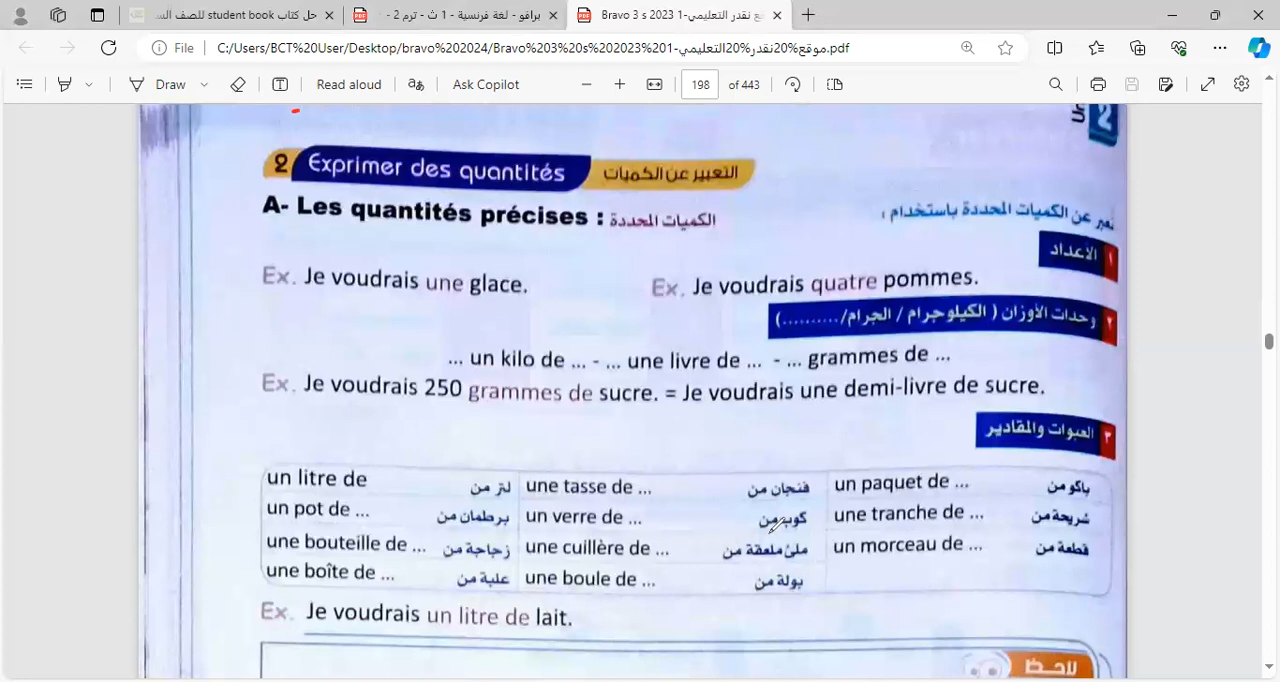 حل كتاب student book للصف الس
برافو - لغة فرنسية - 1 ث - ترم 2 -
Bravo 3 s 2023 1-موقع نقدر التعليمي
File C:/Users/BCT%20User/Desktop/bravo%202024/Bravo%203%20s%202023%201-موقع%20نقدر%20التعليمي.pdf
Draw Read aloud Ask Copilot 198 of 443
2
2 Exprimer des quantités التعبير عن الكميات
A- Les quantités précises : الكميات المحددة
نعبر عن الكميات المحددة باستخدام :
١ الأعداد
Ex. Je voudrais une glace. Ex. Je voudrais quatre pommes.
٢ وحدات الأوزان ( الكيلوجرام / الجرام/..........)
... un kilo de ... - ... une livre de ... - ... grammes de ...
Ex. Je voudrais 250 grammes de sucre. = Je voudrais une demi-livre de sucre.
٣ العبوات والمقادير
un litre de لتر من une tasse de ... فنجان من un paquet de ... باكو من
un pot de ... برطمان من un verre de ... كوب من une tranche de ... شريحة من
une bouteille de ... زجاجة من une cuillère de ... ملئ ملعقة من un morceau de ... قطعة من
une boîte de ... علبة من une boule de ... بولة من
Ex. Je voudrais un litre de lait.
لاحظ